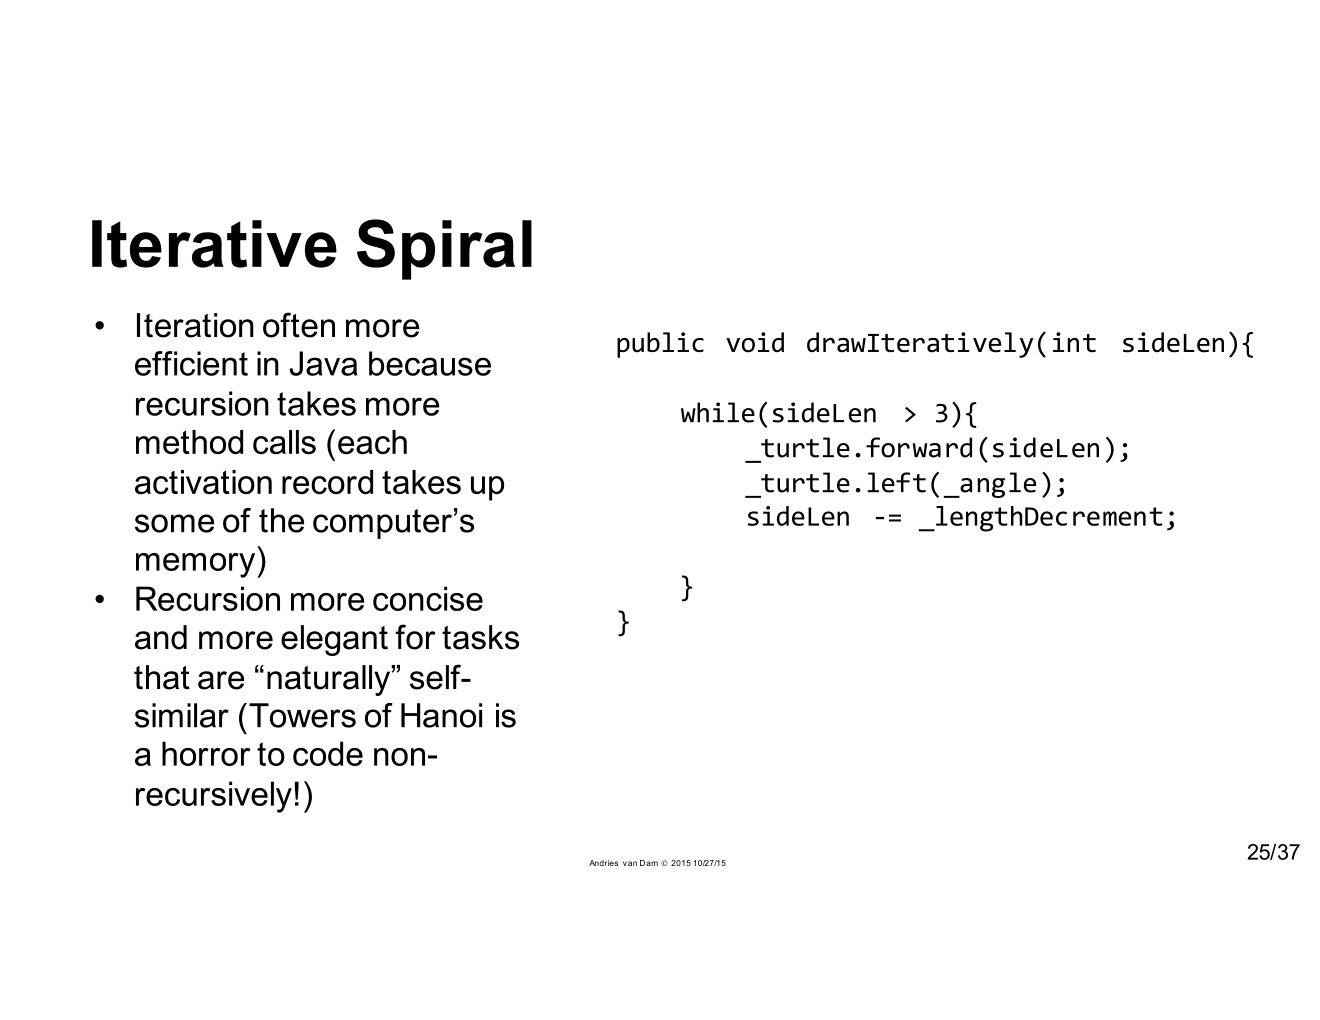 Iterative Spiral
• Iteration often more
efficient in Java because
recursion takes more
method calls (each
activation record takes up
some of the computer’s
memory)
• Recursion more concise
and more elegant for tasks
that are “naturally” self-
similar (Towers of Hanoi is
a horror to code non-
recursively!)
public void drawIteratively(int sideLen){
while(sideLen > 3){
_turtle.forward(sideLen);
_turtle.left(_angle);
sideLen -= _lengthDecrement;
}
}
Andries van Dam © 2015 10/27/15
25/37